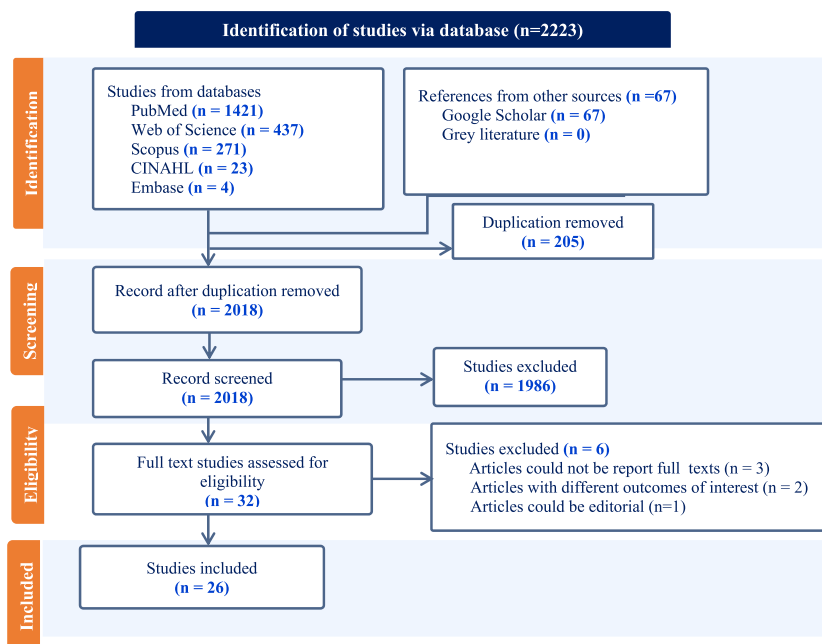 Identification of studies via database (n=2223)
Identification
Studies from databases
PubMed (n = 1421)
Web of Science (n = 437)
Scopus (n = 271)
CINAHL (n = 23)
Embase (n = 4)
References from other sources (n =67)
Google Scholar (n = 67)
Grey literature (n = 0)
Duplication removed
(n = 205)
Screening
Record after duplication removed
(n = 2018)
Record screened
(n = 2018)
Studies excluded
(n = 1986)
Eligibility
Full text studies assessed for
eligibility
(n = 32)
Studies excluded (n = 6)
Articles could not be report full texts (n = 3)
Articles with different outcomes of interest (n = 2)
Articles could be editorial (n=1)
Included
Studies included
(n = 26)